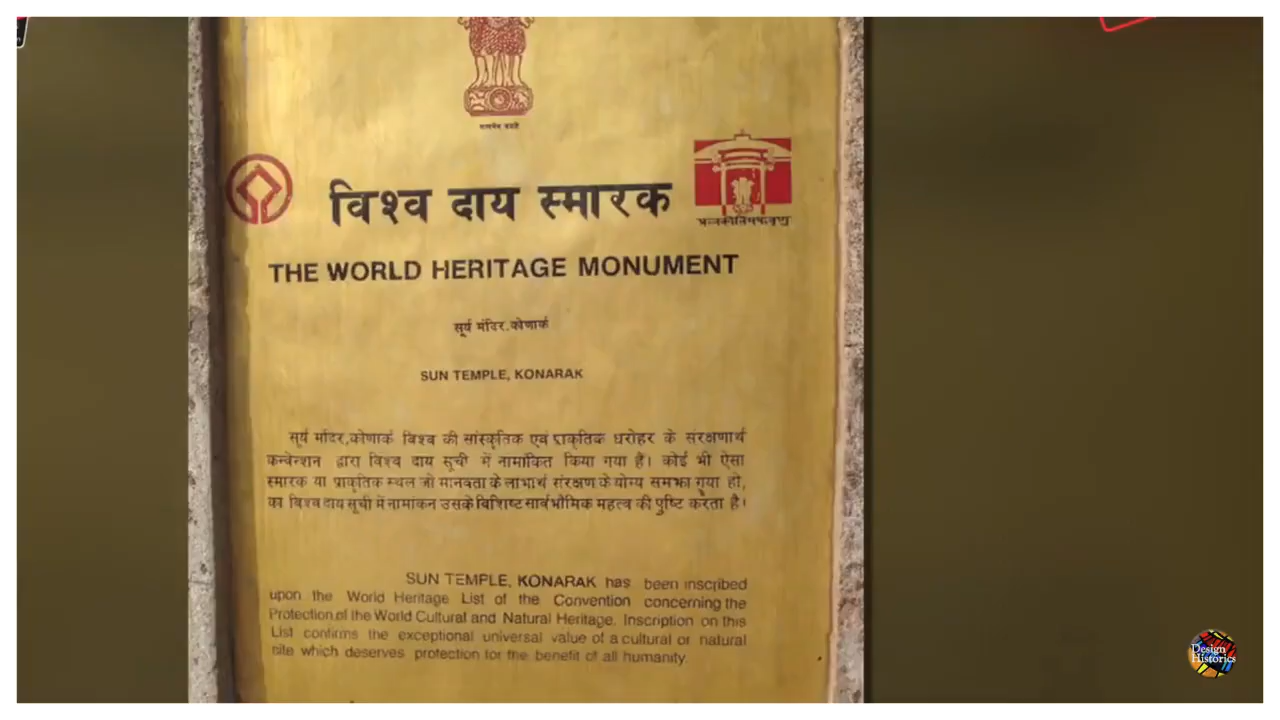 सत्यमेव जयते
विश्व दाय स्मारक
THE WORLD HERITAGE MONUMENT
सूर्य मंदिर, कोणार्क
SUN TEMPLE, KONARAK
सूर्य मंदिर, कोणार्क विश्व की सांस्कृतिक एवं प्राकृतिक धरोहर के संरक्षणार्थ
कन्वेन्शन द्वारा विश्व दाय सूची में नामांकित किया गया है। कोई भी ऐसा
स्मारक या प्राकृतिक स्थल जो मानवता के लाभार्थ संरक्षण के योग्य समझा गया हो,
का विश्व दाय सूची में नामांकन उसके विशिष्ट सार्वभौमिक महत्व की पुष्टि करता है।
SUN TEMPLE, KONARAK has been inscribed
upon the World Heritage List of the Convention concerning the
Protection of the World Cultural and Natural Heritage. Inscription on this
List confirms the exceptional universal value of a cultural or natural
site which deserves protection for the benefit of all humanity.
Design
Historics